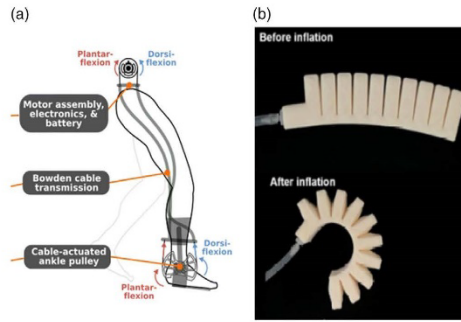 (a)
Plantar-
flexion
Dorsi-
flexion
Motor assembly,
electronics, &
battery
Bowden cable
transmission
Cable-actuated
ankle pulley
Dorsi-
flexion
Plantar-
flexion
(b)
Before inflation
After inflation